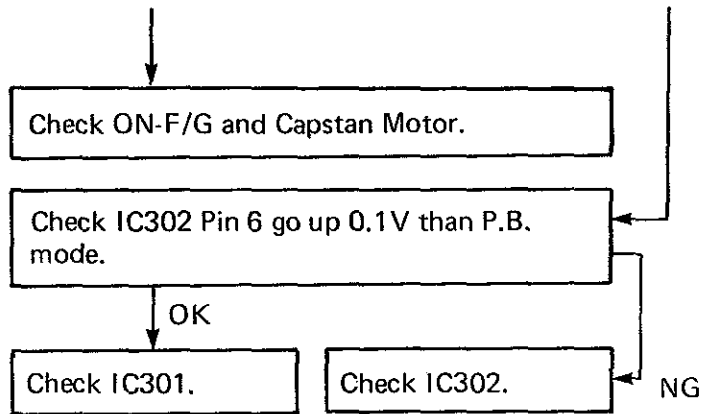 Check ON-F/G and Capstan Motor.
Check IC302 Pin 6 go up 0.1V than P.B.
mode.
OK
Check IC301.
Check IC302.
NG